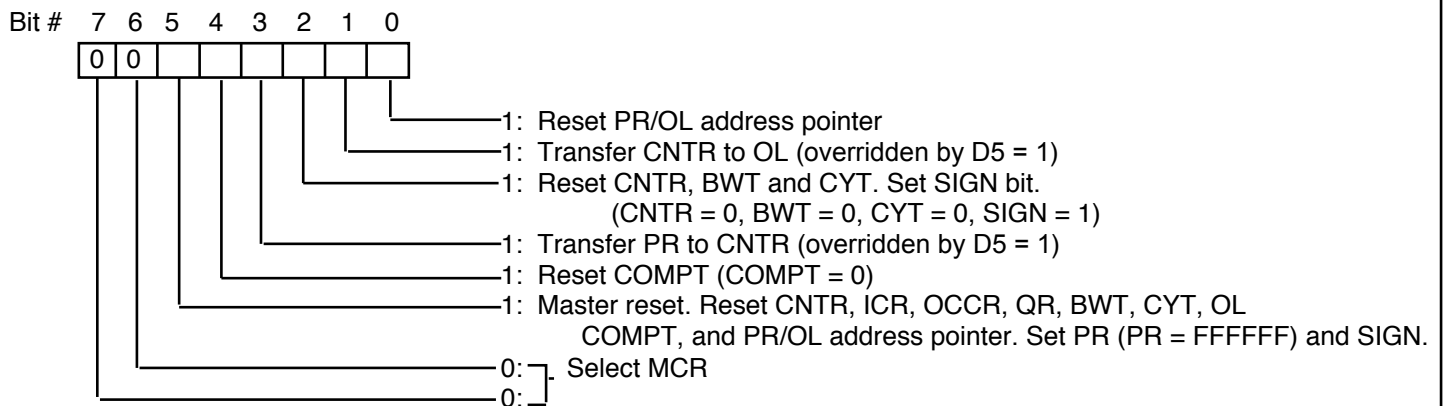 Bit # 7 6 5 4 3 2 1 0
0 0
1: Reset PR/OL address pointer
1: Transfer CNTR to OL (overridden by D5 = 1)
1: Reset CNTR, BWT and CYT. Set SIGN bit.
(CNTR = 0, BWT = 0, CYT = 0, SIGN = 1)
1: Transfer PR to CNTR (overridden by D5 = 1)
1: Reset COMPT (COMPT = 0)
1: Master reset. Reset CNTR, ICR, OCCR, QR, BWT, CYT, OL
COMPT, and PR/OL address pointer. Set PR (PR = FFFFFF) and SIGN.
0: Select MCR
0: